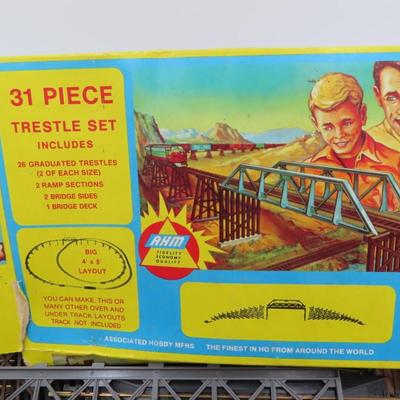 31 PIECE
TRESTLE SET
INCLUDES
26 GRADUATED TRESTLES
(2 OF EACH SIZE)
2 RAMP SECTIONS
2 BRIDGE SIDES
1 BRIDGE DECK
BIG
4' x 5'
LAYOUT
YOU CAN MAKE, THIS OR
MANY OTHER OVER AND
UNDER TRACK LAYOUTS
TRACK NOT INCLUDED
AHM
FIDELITY
ECONOMY
QUALITY
ASSOCIATED HOBBY MFRS THE FINEST IN HO FROM AROUND THE WORLD